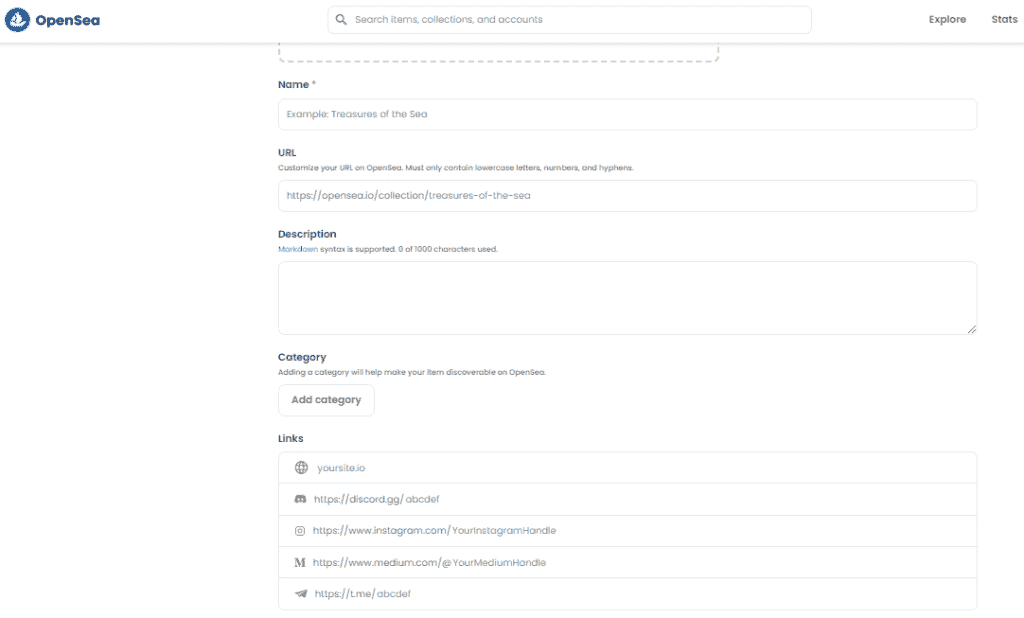 OpenSea
Search items, collections, and accounts
Explore
Stats
Name *
Example: Treasures of the Sea
URL
Customize your URL on OpenSea. Must only contain lowercase letters, numbers, and hyphens.
https://opensea.io/collection/treasures-of-the-sea
Description
Markdown syntax is supported. 0 of 1000 characters used.
Category
Adding a category will help make your item discoverable on OpenSea.
Add category
Links
yoursite.io
https://discord.gg/abcdef
https://www.instagram.com/YourInstagramHandle
M https://www.medium.com/@YourMediumHandle
https://t.me/abcdef